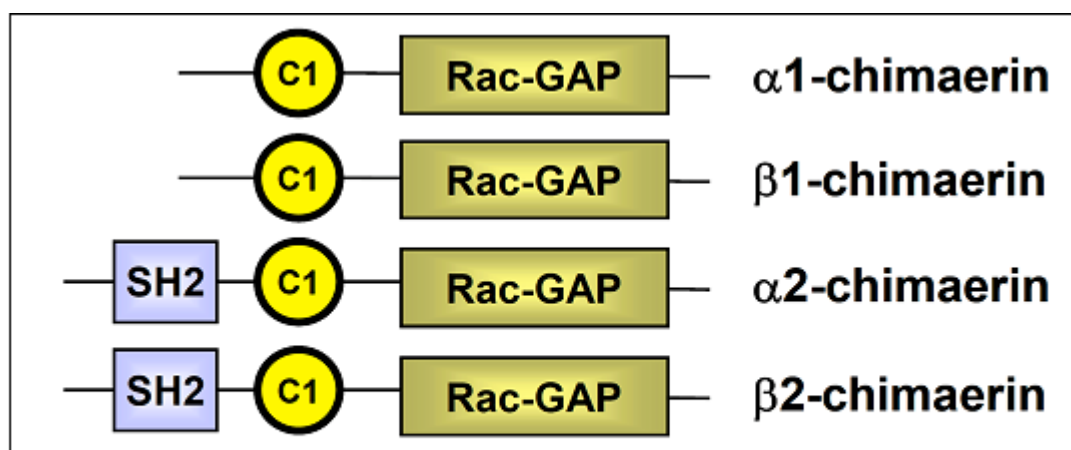 C1 Rac-GAP α1-chimaerin
C1 Rac-GAP β1-chimaerin
SH2 C1 Rac-GAP α2-chimaerin
SH2 C1 Rac-GAP β2-chimaerin